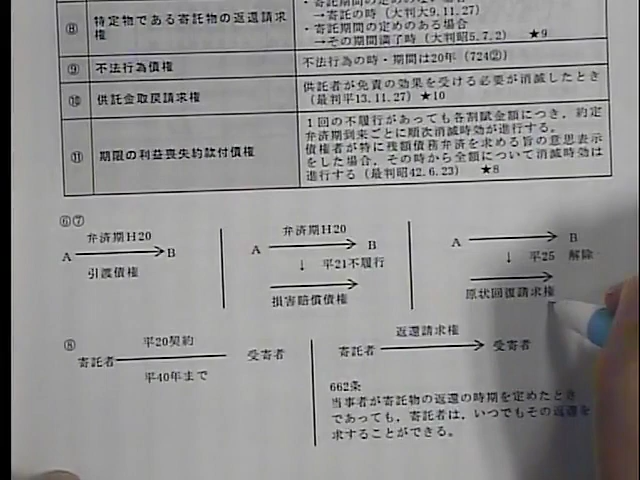 ・寄託期間の定めのない場合
→寄託の時（大判大9.11.27）
⑧ 特定物である寄託物の返還請求権
・寄託期間の定めのある場合
→その期間満了時（大判昭5.7.2） ★9
⑨ 不法行為債権 不法行為の時・期間は20年（724②）
⑩ 供託金取戻請求権 供託者が免責の効果を受ける必要が消滅したとき
（最判平13.11.27）★10
⑪ 期限の利益喪失約款付債権
1回の不履行があっても各割賦金額につき，約定
弁済期到来ごとに順次消滅時効が進行する。
債権者が特に残額債務弁済を求める旨の意思表示
をした場合，その時から全額について消滅時効は
進行する（最判昭42.6.23） ★8
⑥⑦
弁済期H20 弁済期H20
A B A B A B
引渡債権 ↓ 平21不履行 ↓ 平25 解除
損害賠償債権 原状回復請求権
⑧ 平20契約 返還請求権
寄託者 受寄者 寄託者 受寄者
平40年まで
662条
当事者が寄託物の返還の時期を定めたとき
であっても，寄託者は，いつでもその返還を
求することができる。